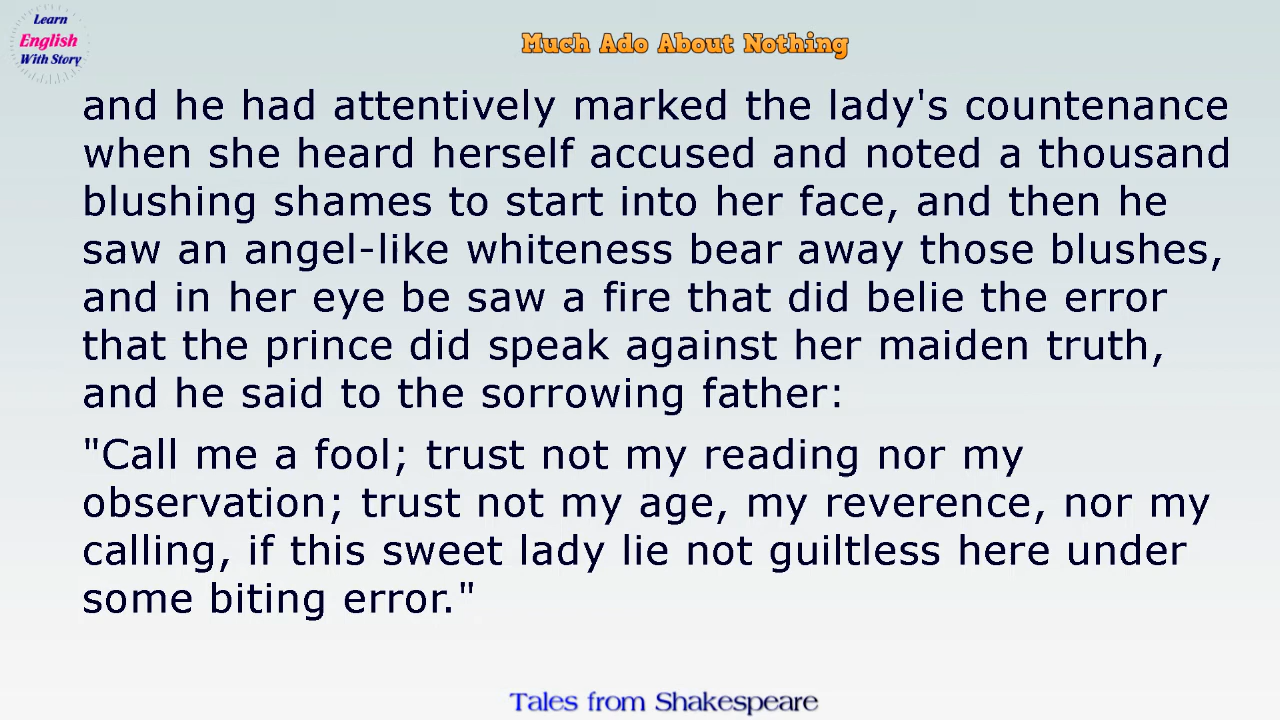 Learn
English
With Story
Much Ado About Nothing
and he had attentively marked the lady's countenance
when she heard herself accused and noted a thousand
blushing shames to start into her face, and then he
saw an angel-like whiteness bear away those blushes,
and in her eye be saw a fire that did belie the error
that the prince did speak against her maiden truth,
and he said to the sorrowing father:
"Call me a fool; trust not my reading nor my
observation; trust not my age, my reverence, nor my
calling, if this sweet lady lie not guiltless here under
some biting error."
Tales from Shakespeare